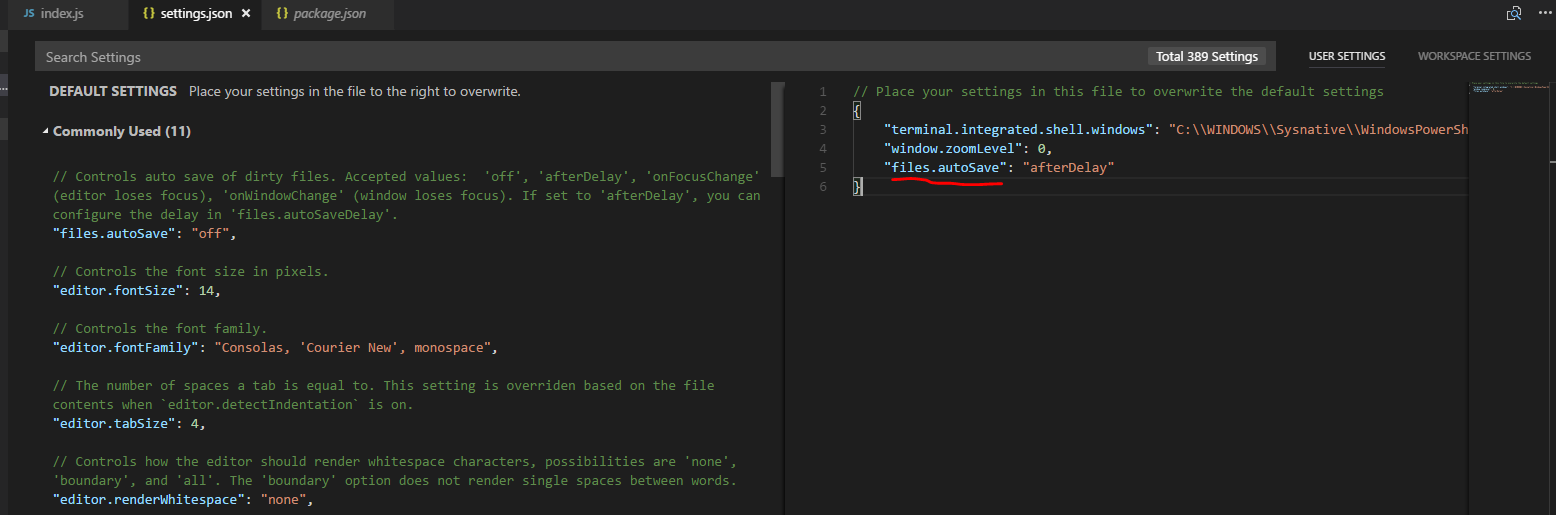 JS index.js
{} settings.json ×
{} package.json
Search Settings
Total 389 Settings
USER SETTINGS
WORKSPACE SETTINGS
DEFAULT SETTINGS Place your settings in the file to the right to overwrite.
Commonly Used (11)
// Controls auto save of dirty files. Accepted values:  'off', 'afterDelay', 'onFocusChange'
(editor loses focus), 'onWindowChange' (window loses focus). If set to 'afterDelay', you can
configure the delay in 'files.autoSaveDelay'.
"files.autoSave": "off",
// Controls the font size in pixels.
"editor.fontSize": 14,
// Controls the font family.
"editor.fontFamily": "Consolas, 'Courier New', monospace",
// The number of spaces a tab is equal to. This setting is overriden based on the file
contents when `editor.detectIndentation` is on.
"editor.tabSize": 4,
// Controls how the editor should render whitespace characters, possibilities are 'none',
'boundary', and 'all'. The 'boundary' option does not render single spaces between words.
"editor.renderWhitespace": "none",
1 // Place your settings in this file to overwrite the default settings
2 {
3 "terminal.integrated.shell.windows": "C:\\WINDOWS\\Sysnative\\WindowsPowerSh
4 "window.zoomLevel": 0,
5 "files.autoSave": "afterDelay"
6 }